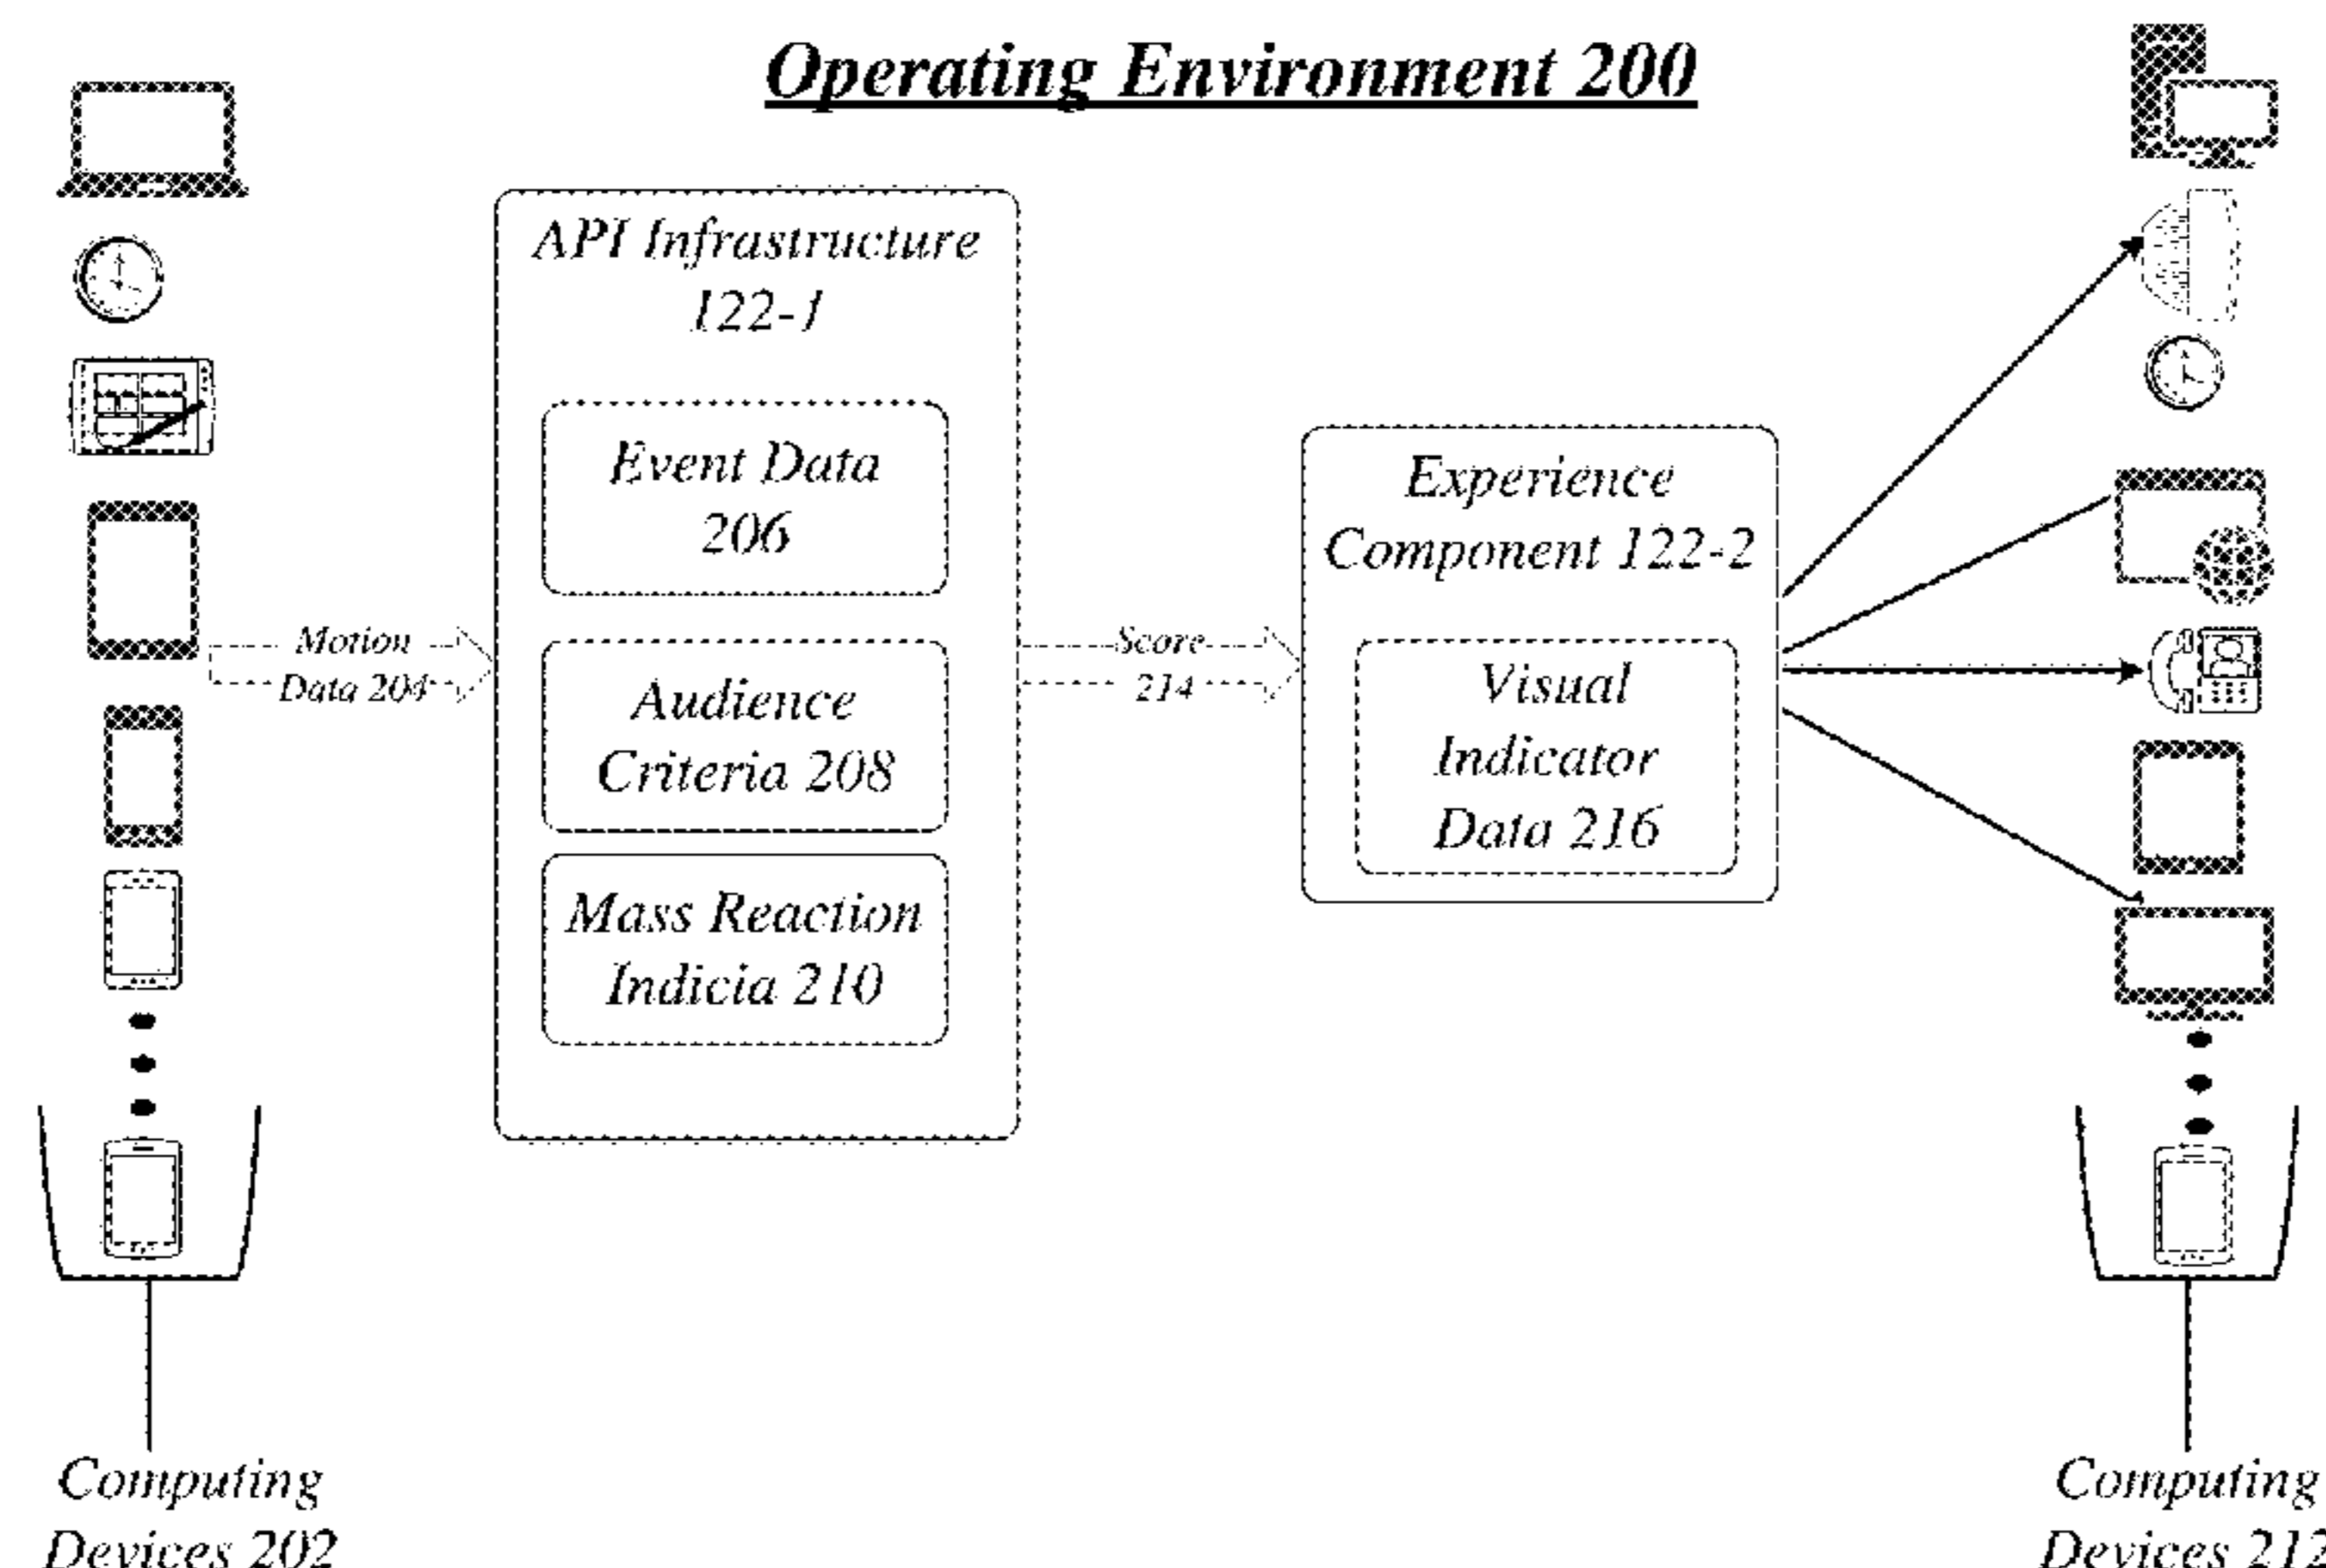 Operating Environment 200
API Infrastructure
122-1
Event Data
206
Audience
Criteria 208
Mass Reaction
Indicia 210
Motion
Data 204
Score
214
Experience
Component 122-2
Visual
Indicator
Data 216
Computing
Devices 202
Computing
Devices 212